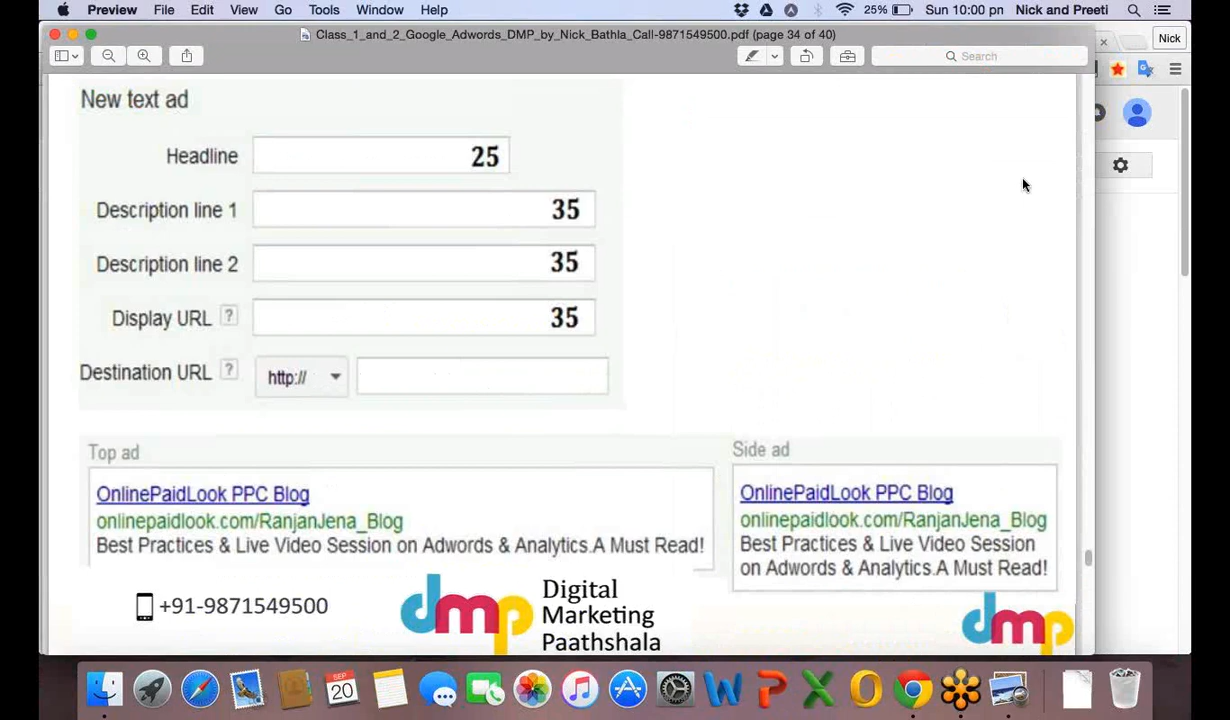 Preview File Edit View Go Tools Window Help 25% Sun 10:00 pm Nick and Preeti
Class_1_and_2_Google_Adwords_DMP_by_Nick_Bathla_Call-9871549500.pdf (page 34 of 40)
Nick
Search
New text ad
Headline 25
Description line 1 35
Description line 2 35
Display URL ? 35
Destination URL ? http://
Top ad
OnlinePaidLook PPC Blog
onlinepaidlook.com/RanjanJena_Blog
Best Practices & Live Video Session on Adwords & Analytics.A Must Read!
Side ad
OnlinePaidLook PPC Blog
onlinepaidlook.com/RanjanJena_Blog
Best Practices & Live Video Session
on Adwords & Analytics.A Must Read!
+91-9871549500
dmp
Digital
Marketing
Paathshala
dmp
SEP
20